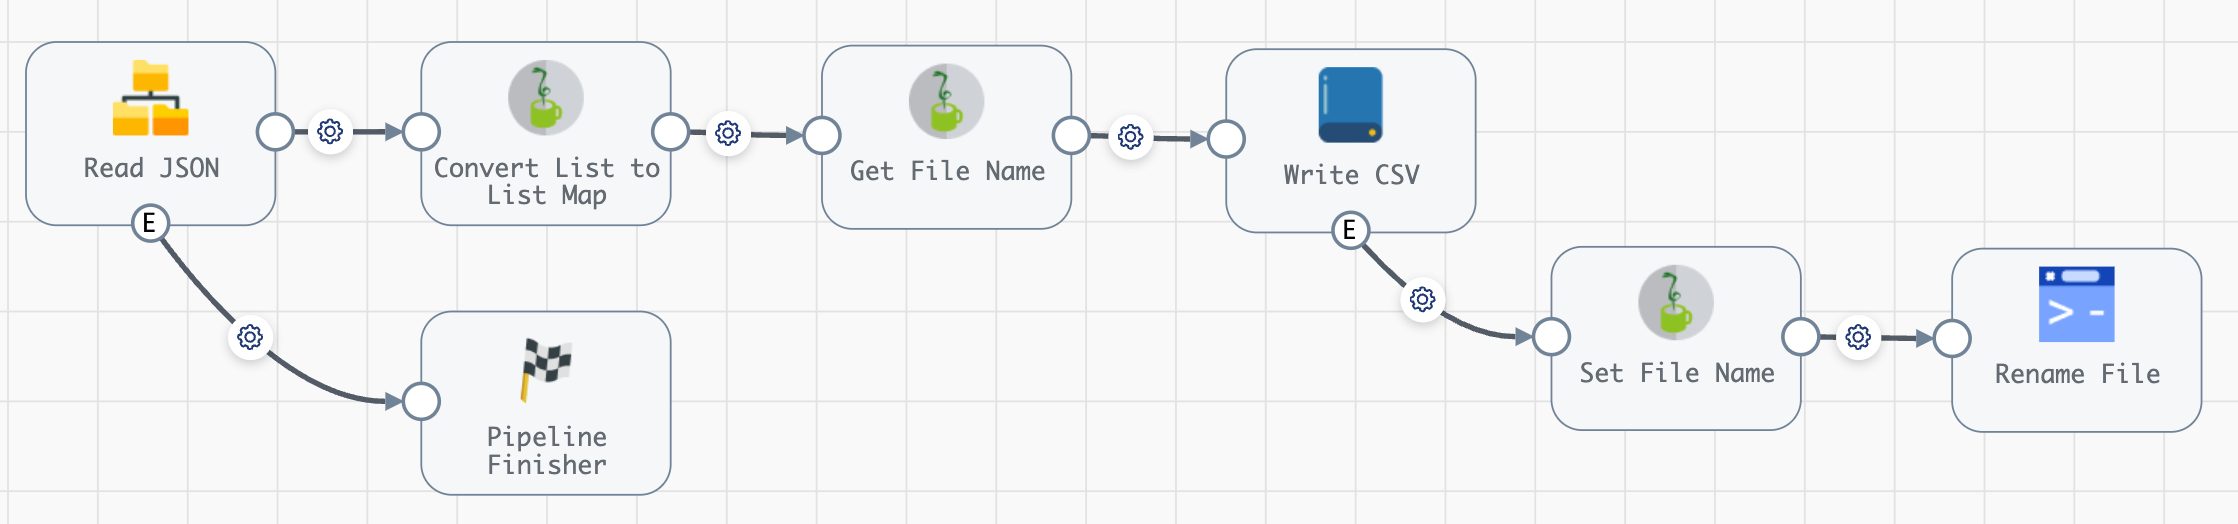 Read JSON
E
Convert List to
List Map
Get File Name
Write CSV
E
Pipeline
Finisher
Set File Name
>-
Rename File